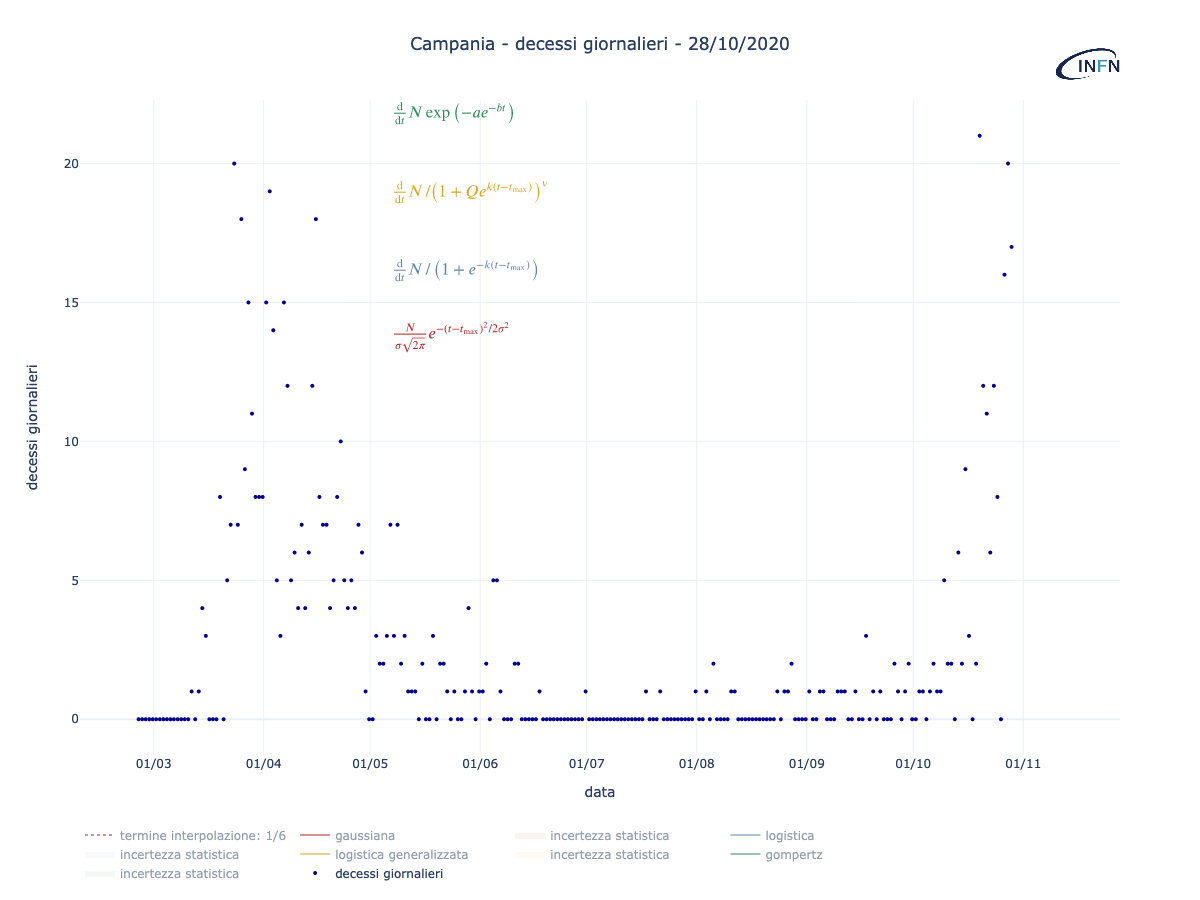 Campania - decessi giornalieri - 28/10/2020
INFN
d/dt N exp (−ae^{−bt})
d/dt N /(1 + Qe^{k(t−t_max)})^ν
d/dt N / (1 + e^{−k(t−t_max)})
N/(σ√2π) e^{−(t−t_max)²/2σ²}
20
15
10
5
0
decessi giornalieri
01/03 01/04 01/05 01/06 01/07 01/08 01/09 01/10 01/11
data
termine interpolazione: 1/6 gaussiana incertezza statistica logistica
incertezza statistica logistica generalizzata incertezza statistica gompertz
incertezza statistica decessi giornalieri